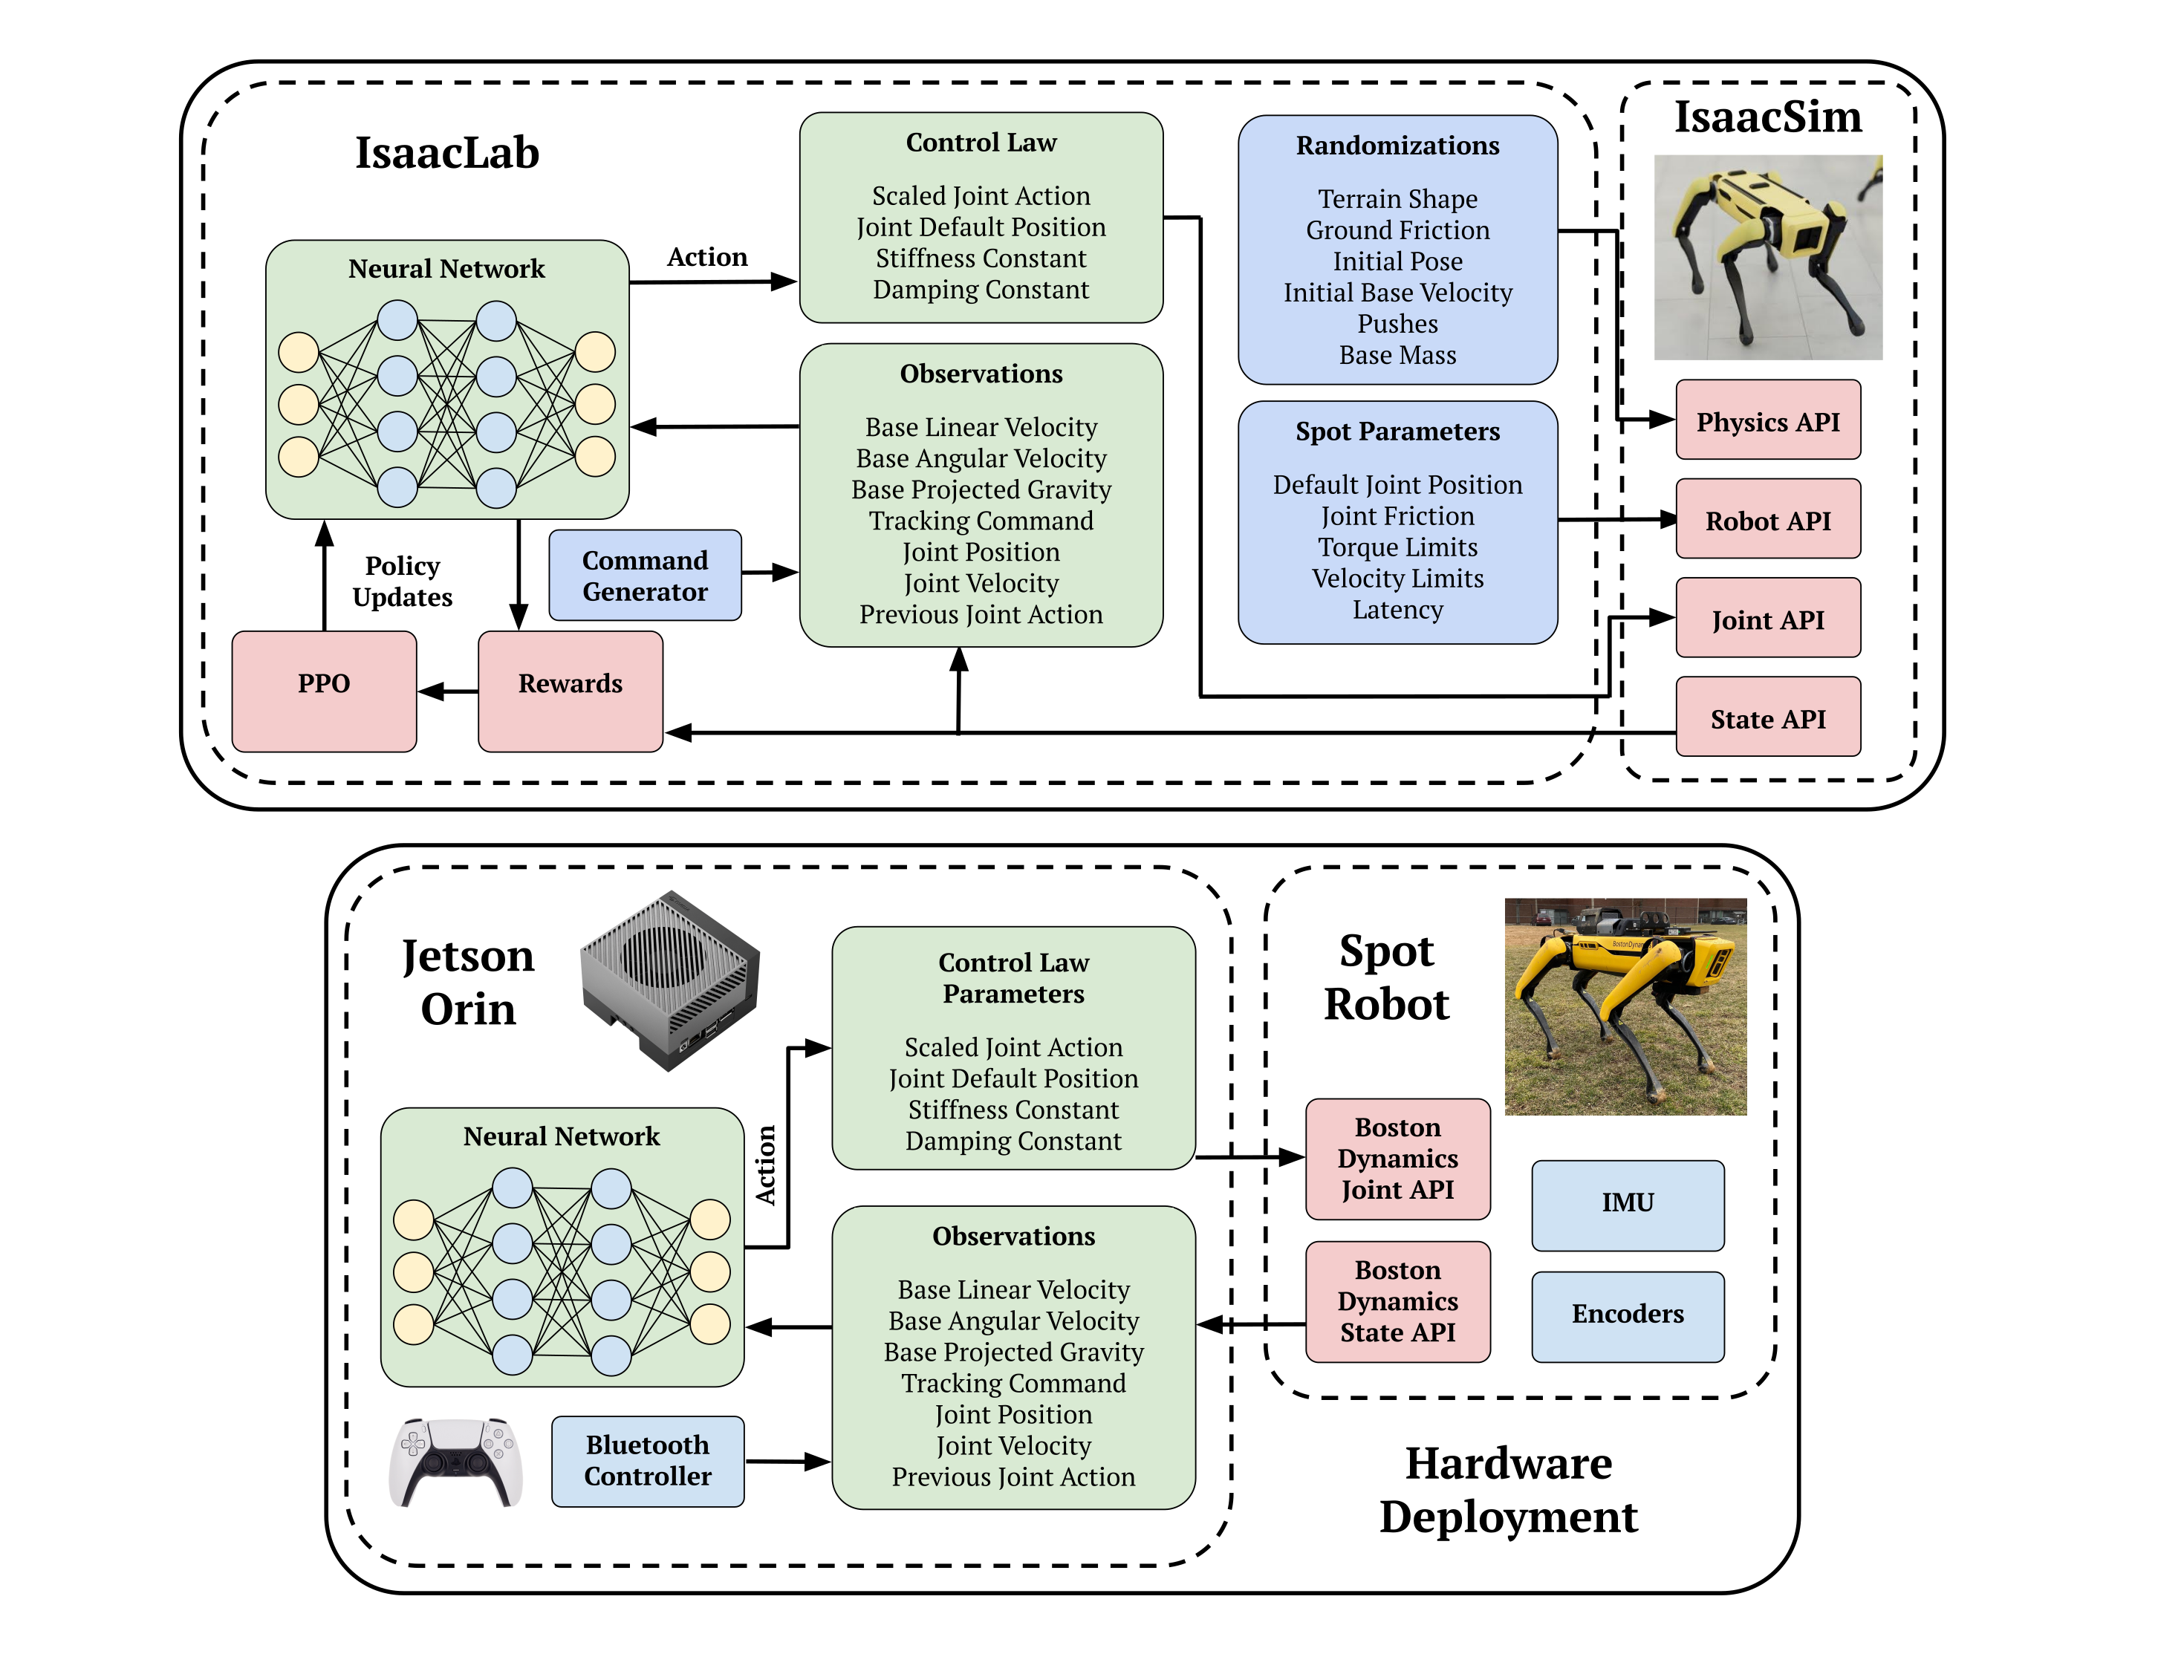 IsaacLab
Neural Network
Action
Control Law
Scaled Joint Action
Joint Default Position
Stiffness Constant
Damping Constant
Observations
Base Linear Velocity
Base Angular Velocity
Base Projected Gravity
Tracking Command
Joint Position
Joint Velocity
Previous Joint Action
Policy
Updates
Command
Generator
PPO
Rewards
Randomizations
Terrain Shape
Ground Friction
Initial Pose
Initial Base Velocity
Pushes
Base Mass
Spot Parameters
Default Joint Position
Joint Friction
Torque Limits
Velocity Limits
Latency
IsaacSim
Physics API
Robot API
Joint API
State API
Jetson
Orin
Neural Network
Action
Control Law
Parameters
Scaled Joint Action
Joint Default Position
Stiffness Constant
Damping Constant
Observations
Base Linear Velocity
Base Angular Velocity
Base Projected Gravity
Tracking Command
Joint Position
Joint Velocity
Previous Joint Action
Bluetooth
Controller
Spot
Robot
BostonDynamics
Boston
Dynamics
Joint API
Boston
Dynamics
State API
IMU
Encoders
Hardware
Deployment